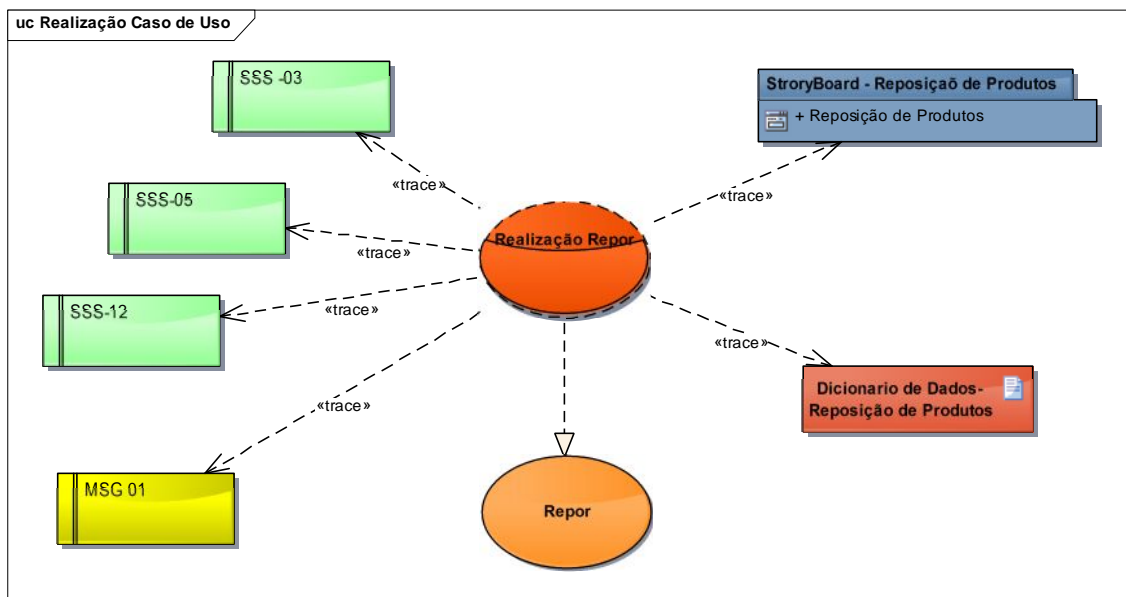 uc Realização Caso de Uso
SSS -03
StroryBoard - Reposiçaõ de Produtos
+ Reposição de Produtos
«trace»
«trace»
SSS-05
Realização Repor
«trace»
SSS-12
«trace»
«trace»
Dicionario de Dados-
Reposição de Produtos
«trace»
MSG 01
Repor